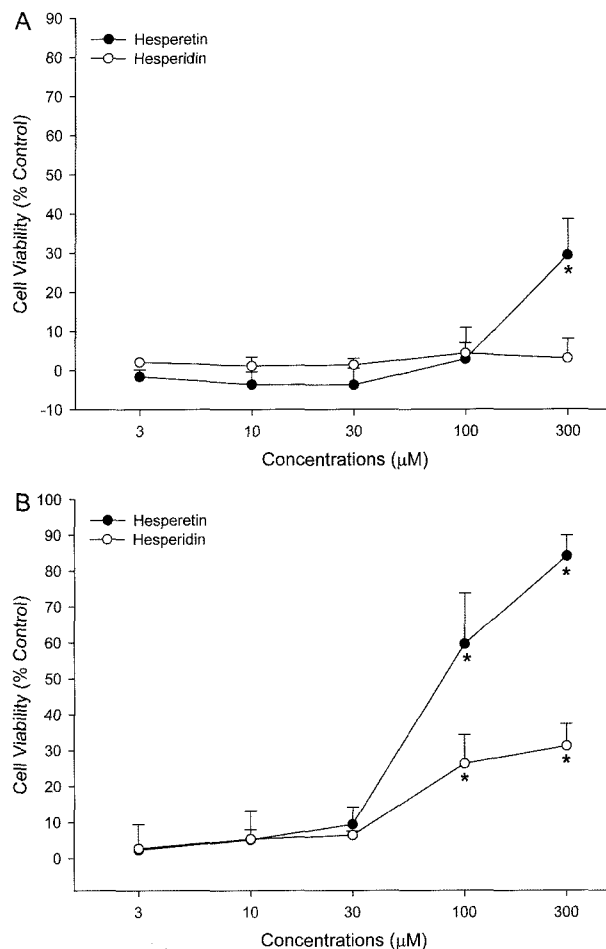 A
90
80
70
60
50
40
30
20
10
0
-10
Cell Viability (% Control)
Hesperetin
Hesperidin
*
3 10 30 100 300
Concentrations (μM)
B
100
90
80
70
60
50
40
30
20
10
0
Cell Viability (% Control)
Hesperetin
Hesperidin
*
*
*
*
3 10 30 100 300
Concentrations (μM)